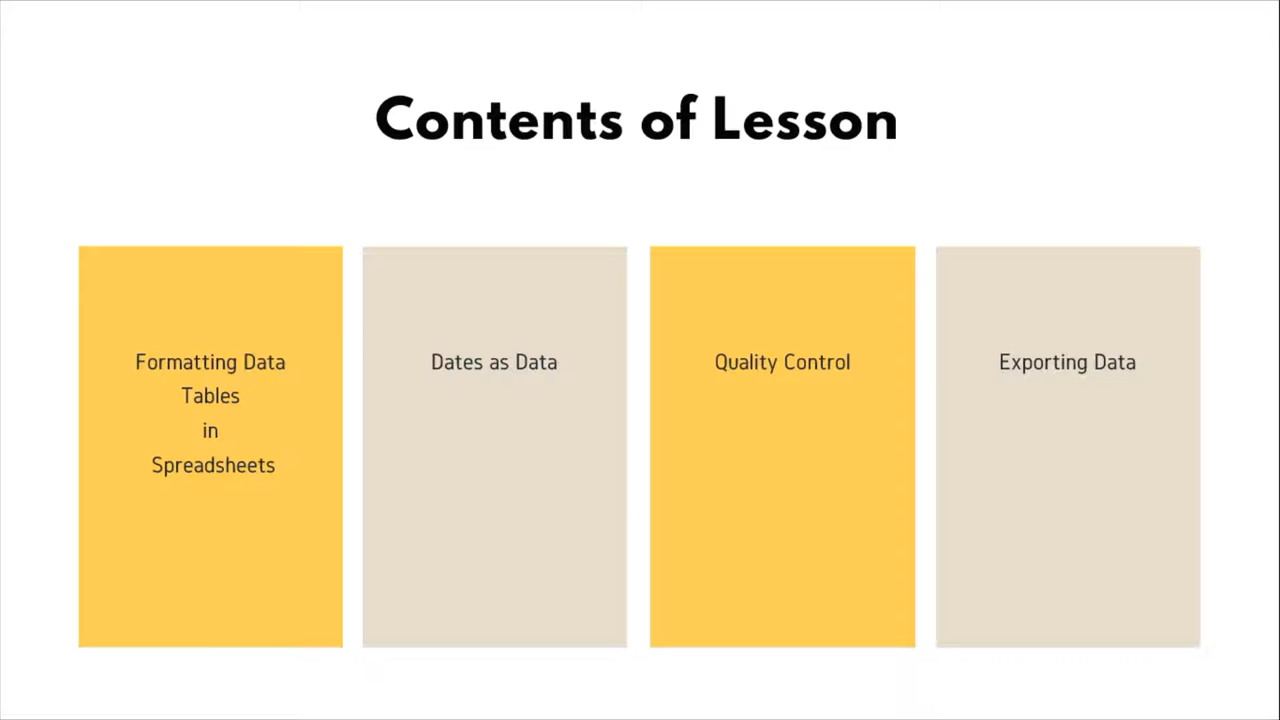 Contents of Lesson
Formatting Data
Tables
in
Spreadsheets
Dates as Data
Quality Control
Exporting Data